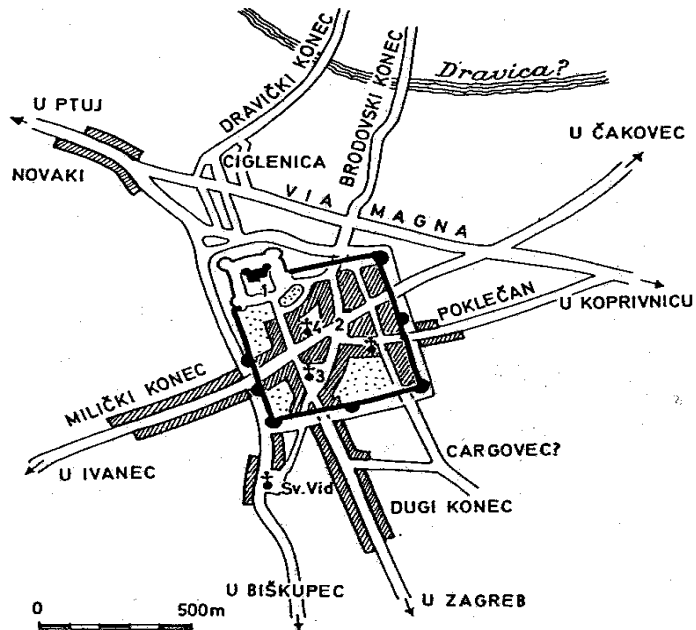 Dravica?
U PTUJ
DRAVIČKI KONEC
BRODOVSKI KONEC
U ČAKOVEC
NOVAKI
CIGLENICA
VIA MAGNA
1
2
4
3
POKLEČAN
U KOPRIVNICU
MILIČKI KONEC
U IVANEC
CARGOVEC?
Sv.Vid
DUGI KONEC
U BIŠKUPEC
U ZAGREB
0 500m